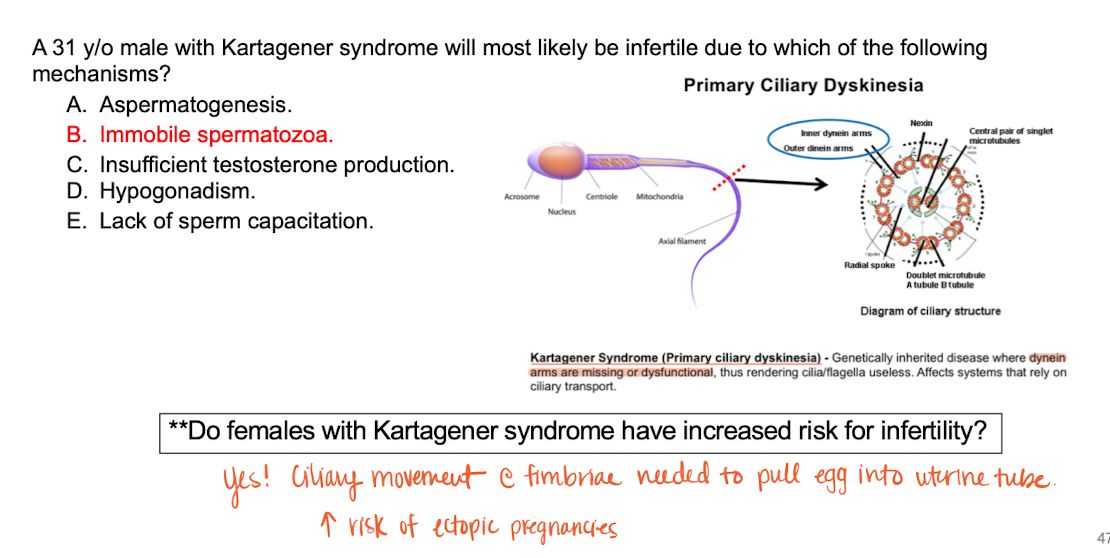 A 31 y/o male with Kartagener syndrome will most likely be infertile due to which of the following
mechanisms?
A. Aspermatogenesis.
B. Immobile spermatozoa.
C. Insufficient testosterone production.
D. Hypogonadism.
E. Lack of sperm capacitation.
Primary Ciliary Dyskinesia
Acrosome
Nucleus
Centriole
Mitochondria
Axial filament
Inner dynein arms
Outer dinein arms
Nexin
Central pair of singlet
microtubules
Radial spoke
Doublet microtubule
A tubule B tubule
Diagram of ciliary structure
Kartagener Syndrome (Primary ciliary dyskinesia) - Genetically inherited disease where dynein
arms are missing or dysfunctional, thus rendering cilia/flagella useless. Affects systems that rely on
ciliary transport.
**Do females with Kartagener syndrome have increased risk for infertility?
Yes! Ciliary movement @ fimbriae needed to pull egg into uterine tube.
↑ risk of ectopic pregnancies
47